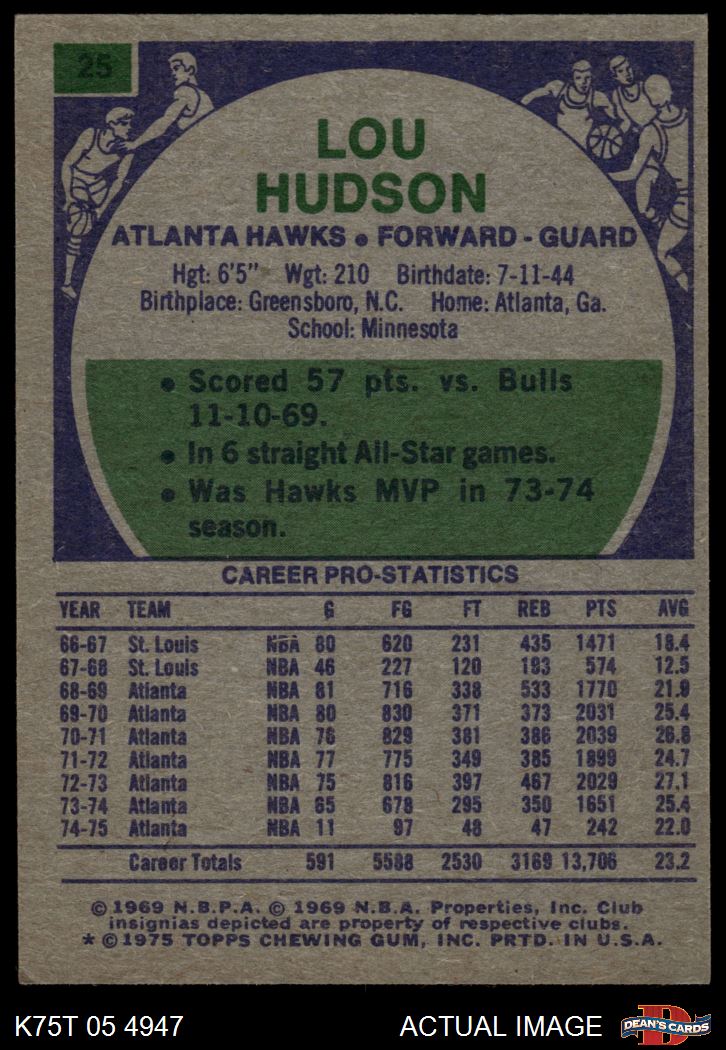 25
LOU
HUDSON
ATLANTA HAWKS • FORWARD - GUARD
Hgt: 6'5" Wgt: 210 Birthdate: 7-11-44
Birthplace: Greensboro, N.C. Home: Atlanta, Ga.
School: Minnesota
• Scored 57 pts. vs. Bulls
11-10-69.
• In 6 straight All-Star games.
• Was Hawks MVP in 73-74
season.
CAREER PRO-STATISTICS
YEAR TEAM G FG FT REB PTS AVG
66-67 St. Louis NBA 80 620 231 435 1471 18.4
67-68 St. Louis NBA 46 227 120 193 574 12.5
68-69 Atlanta NBA 81 716 338 533 1770 21.9
69-70 Atlanta NBA 80 830 371 373 2031 25.4
70-71 Atlanta NBA 76 829 381 386 2039 26.8
71-72 Atlanta NBA 77 775 349 385 1899 24.7
72-73 Atlanta NBA 75 816 397 467 2029 27.1
73-74 Atlanta NBA 65 678 295 350 1651 25.4
74-75 Atlanta NBA 11 97 48 47 242 22.0
Career Totals 591 5588 2530 3169 13,706 23.2
© 1969 N.B.P.A. © 1969 N.B.A. Properties, Inc. Club
insignias depicted are property of respective clubs.
* © 1975 TOPPS CHEWING GUM, INC. PRTD. IN U.S.A.
K75T 05 4947 ACTUAL IMAGE
D
DEAN'S CARDS